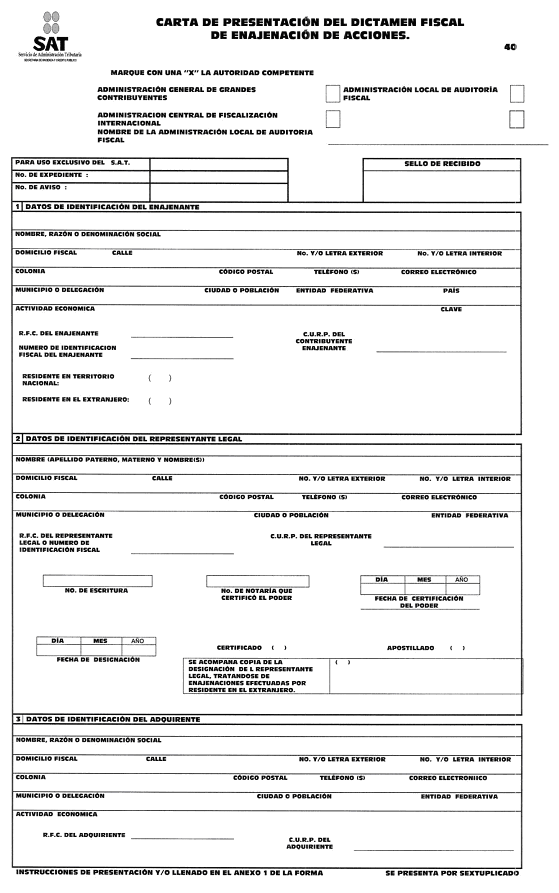 CARTA DE PRESENTACIÓN DEL DICTAMEN FISCAL
DE ENAJENACIÓN DE ACCIONES.
40
SAT
Servicio de Administración Tributaria
SECRETARIA DE HACIENDA Y CREDITO PUBLICO
MARQUE CON UNA "X" LA AUTORIDAD COMPETENTE
ADMINISTRACIÓN GENERAL DE GRANDES
CONTRIBUYENTES
ADMINISTRACIÓN LOCAL DE AUDITORÍA
FISCAL
ADMINISTRACION CENTRAL DE FISCALIZACIÓN
INTERNACIONAL
NOMBRE DE LA ADMINISTRACIÓN LOCAL DE AUDITORIA
FISCAL
PARA USO EXCLUSIVO DEL S.A.T.
No. DE EXPEDIENTE :
No. DE AVISO :
SELLO DE RECIBIDO
1 DATOS DE IDENTIFICACIÓN DEL ENAJENANTE
NOMBRE, RAZÓN O DENOMINACIÓN SOCIAL
DOMICILIO FISCAL CALLE No. Y/O LETRA EXTERIOR No. Y/O LETRA INTERIOR
COLONIA CÓDIGO POSTAL TELÉFONO (S) CORREO ELECTRÓNICO
MUNICIPIO O DELEGACIÓN CIUDAD O POBLACIÓN ENTIDAD FEDERATIVA PAÍS
ACTIVIDAD ECONOMICA CLAVE
R.F.C. DEL ENAJENANTE
C.U.R.P. DEL
CONTRIBUYENTE
ENAJENANTE
NUMERO DE IDENTIFICACION
FISCAL DEL ENAJENANTE
RESIDENTE EN TERRITORIO
NACIONAL: ( )
RESIDENTE EN EL EXTRANJERO: ( )
2 DATOS DE IDENTIFICACIÓN DEL REPRESENTANTE LEGAL
NOMBRE (APELLIDO PATERNO, MATERNO Y NOMBRE(S))
DOMICILIO FISCAL CALLE NO. Y/O LETRA EXTERIOR NO. Y/O LETRA INTERIOR
COLONIA CÓDIGO POSTAL TELÉFONO (S) CORREO ELECTRÓNICO
MUNICIPIO O DELEGACIÓN CIUDAD O POBLACIÓN ENTIDAD FEDERATIVA
R.F.C. DEL REPRESENTANTE
LEGAL O NUMERO DE
IDENTIFICACIÓN FISCAL
C.U.R.P. DEL REPRESENTANTE
LEGAL
NO. DE ESCRITURA
No. DE NOTARÍA QUE
CERTIFICÓ EL PODER
DÍA MES AÑO
FECHA DE CERTIFICACIÓN
DEL PODER
DÍA MES AÑO
FECHA DE DESIGNACIÓN
CERTIFICADO ( ) APOSTILLADO ( )
SE ACOMPANA COPIA DE LA
DESIGNACIÓN DE L REPRESENTANTE
LEGAL, TRATANDOSE DE
ENAJENACIONES EFECTUADAS POR
RESIDENTE EN EL EXTRANJERO.
( )
3 DATOS DE IDENTIFICACIÓN DEL ADQUIRENTE
NOMBRE, RAZÓN O DENOMINACIÓN SOCIAL
DOMICILIO FISCAL CALLE NO. Y/O LETRA EXTERIOR NO. Y/O LETRA INTERIOR
COLONIA CÓDIGO POSTAL TELÉFONO (S) CORREO ELECTRONIICO
MUNICIPIO O DELEGACIÓN CIUDAD O POBLACIÓN ENTIDAD FEDERATIVA
ACTIVIDAD ECONOMICA
R.F.C. DEL ADQUIRIENTE
C.U.R.P. DEL
ADQUIRIENTE
INSTRUCCIONES DE PRESENTACIÓN Y/O LLENADO EN EL ANEXO 1 DE LA FORMA SE PRESENTA POR SEXTUPLICADO